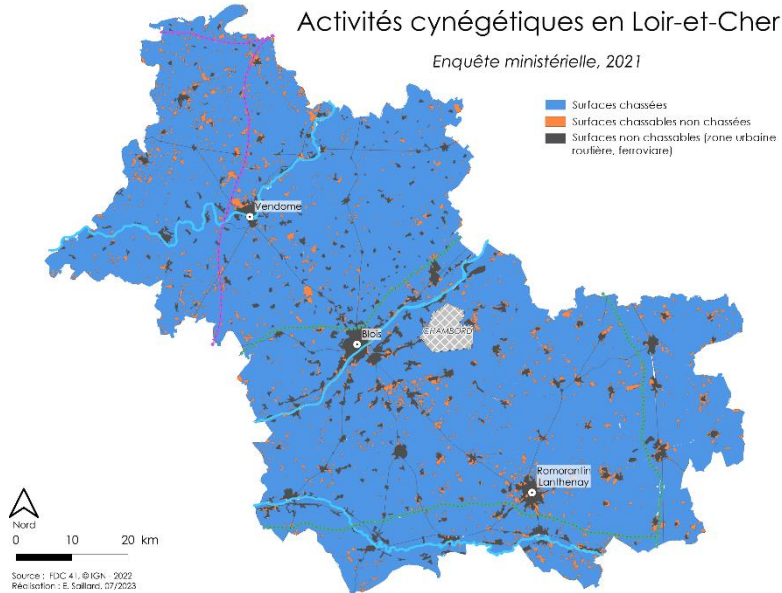 Activités cynégétiques en Loir-et-Cher
Enquête ministérielle, 2021
Surfaces chassées
Surfaces chassables non chassées
Surfaces non chassables (zone urbaine
routière, ferroviare)
Vendome
Blois
CHAMBORD
Romorantin
Lanthenay
Nord
0 10 20 km
Source : FDC 41, © IGN - 2022
Réalisation : E. Saillard, 07/2023